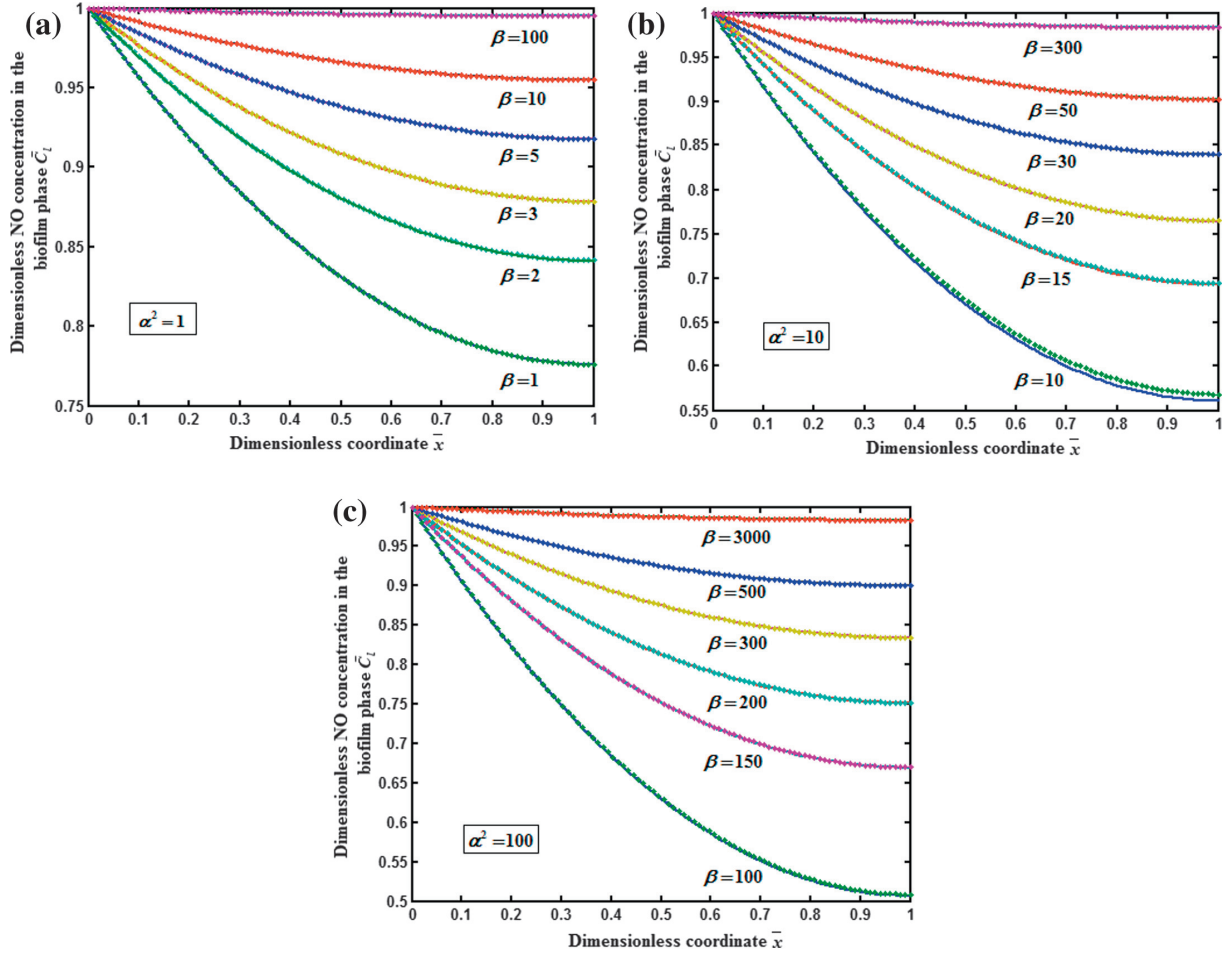 (a)
Dimensionless NO concentration in the
biofilm phase C̄ₗ
1
0.95
0.9
0.85
0.8
0.75
β=100
β=10
β=5
β=3
β=2
β=1
α²=1
0 0.1 0.2 0.3 0.4 0.5 0.6 0.7 0.8 0.9 1
Dimensionless coordinate x̄
(b)
Dimensionless NO concentration in the
biofilm phase C̄ₗ
1
0.95
0.9
0.85
0.8
0.75
0.7
0.65
0.6
0.55
β=300
β=50
β=30
β=20
β=15
β=10
α²=10
0 0.1 0.2 0.3 0.4 0.5 0.6 0.7 0.8 0.9 1
Dimensionless coordinate x̄
(c)
Dimensionless NO concentration in the
biofilm phase C̄ₗ
1
0.95
0.9
0.85
0.8
0.75
0.7
0.65
0.6
0.55
0.5
β=3000
β=500
β=300
β=200
β=150
β=100
α²=100
0 0.1 0.2 0.3 0.4 0.5 0.6 0.7 0.8 0.9 1
Dimensionless coordinate x̄